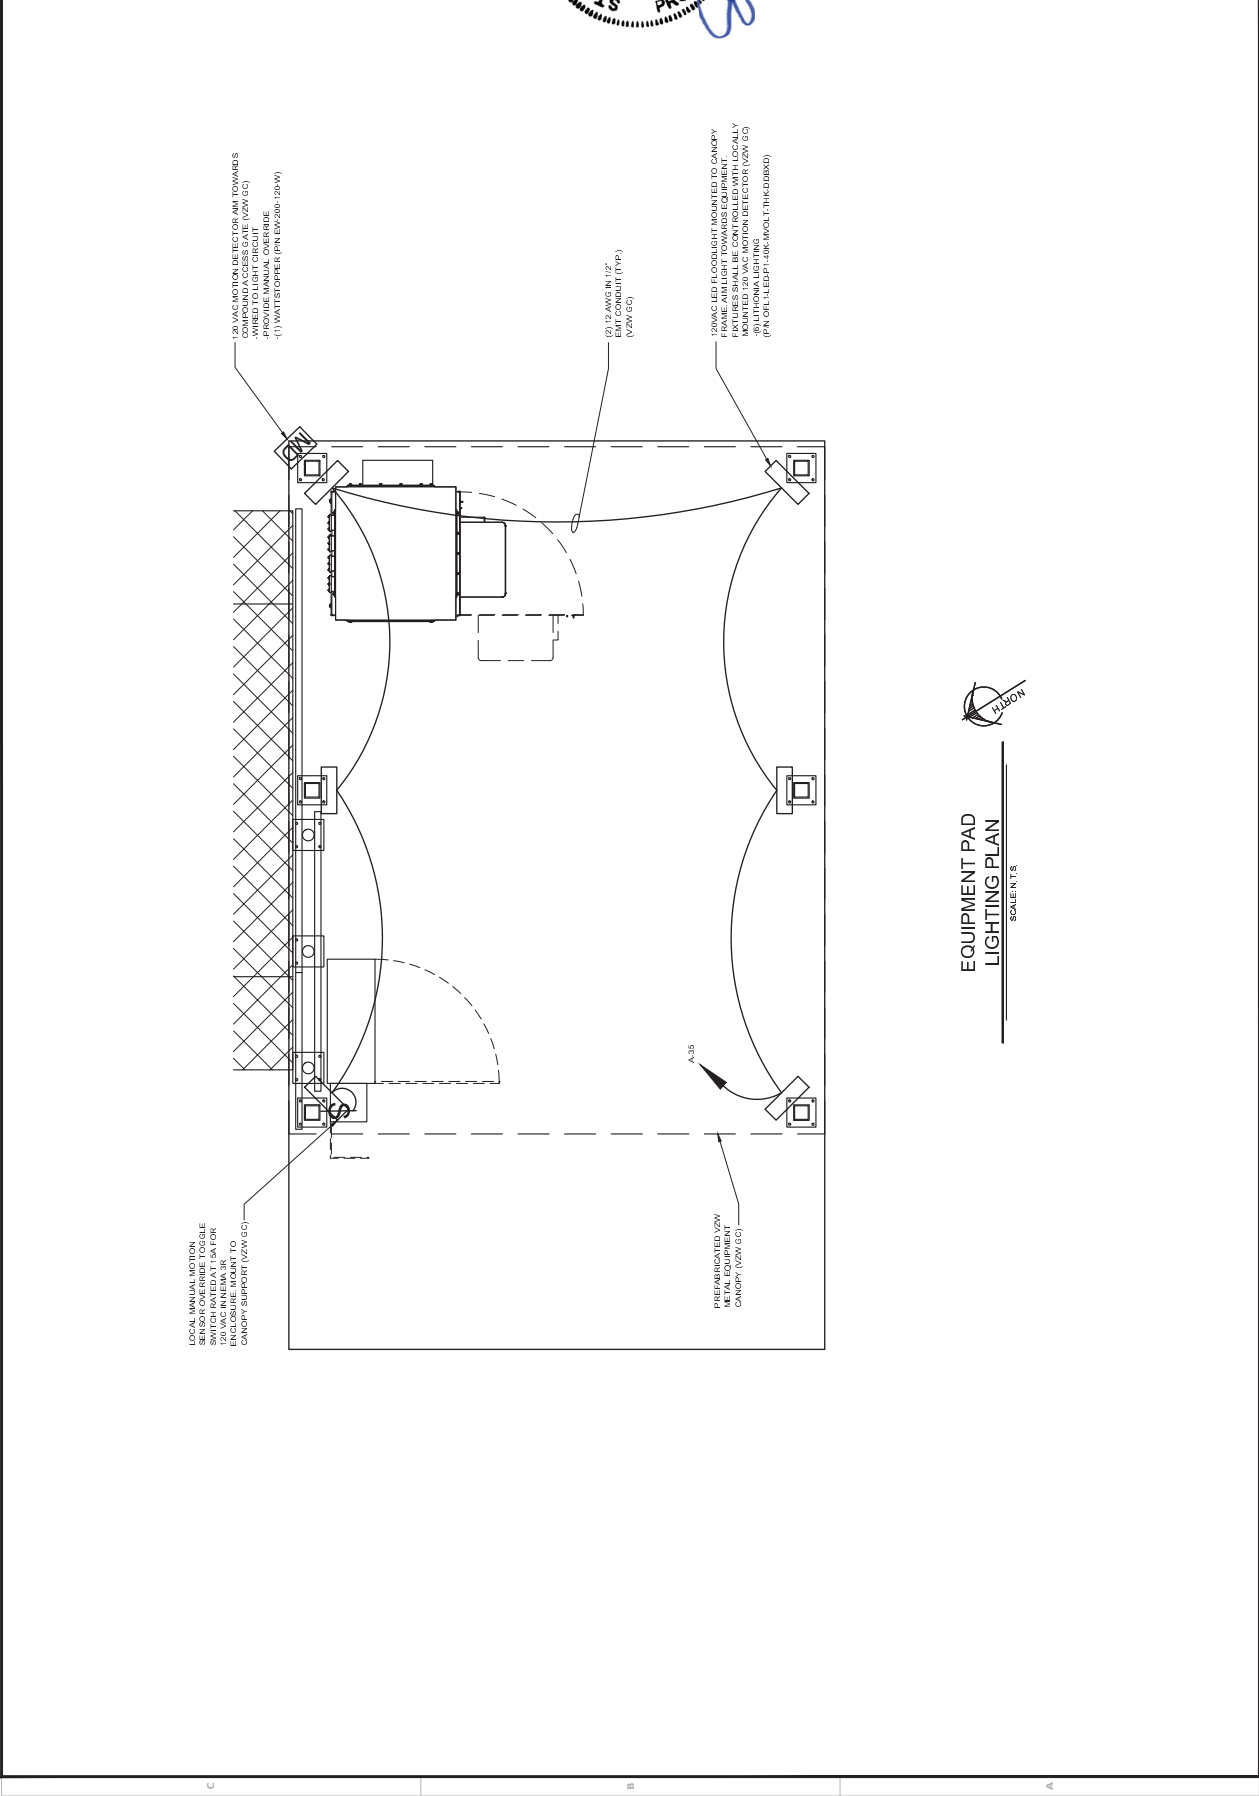 120 VAC MOTION DETECTOR AIM TOWARDS
COMPOUND ACCESS GATE (VZW GC)
-WIRED TO LIGHT CIRCUIT
-PROVIDE MANUAL OVERRIDE
-(1) WATTSTOPPER (P/N EW-200-120-W)
(2) 12 AWG IN 1/2"
EMT CONDUIT (TYP.)
(VZW GC)
120VAC LED FLOODLIGHT MOUNTED TO CANOPY
FRAME. AIM LIGHT TOWARDS EQUIPMENT.
FIXTURES SHALL BE CONTROLLED WITH LOCALLY
MOUNTED 120 VAC MOTION DETECTOR (VZW GC)
-(6) LITHONIA LIGHTING
(P/N OFL1-LED-P1-40K-MVOLT-THK-DDBXD)
MD
S
A-35
LOCAL MANUAL MOTION
SENSOR OVERRIDE TOGGLE
SWITCH RATED AT 15A FOR
120 VAC IN NEMA 3R
ENCLOSURE. MOUNT TO
CANOPY SUPPORT (VZW GC)
PREFABRICATED VZW
METAL EQUIPMENT
CANOPY (VZW GC)
NORTH
EQUIPMENT PAD
LIGHTING PLAN
SCALE: N.T.S.
C
B
A